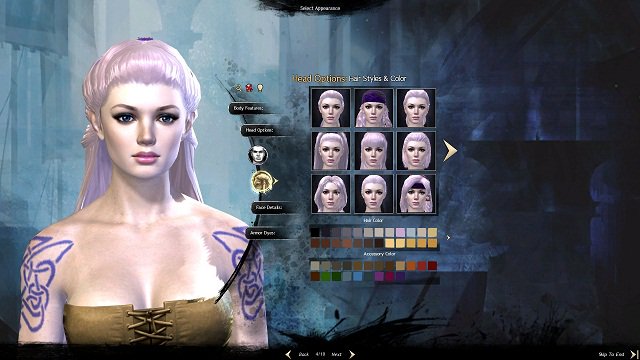 Select Appearance
Head Options: Hair Styles & Color
Body Features:
Head Options:
Face Details:
Armor Dyes:
Hair Color
Accessory Color
Back 4/10 Next
Skip To End